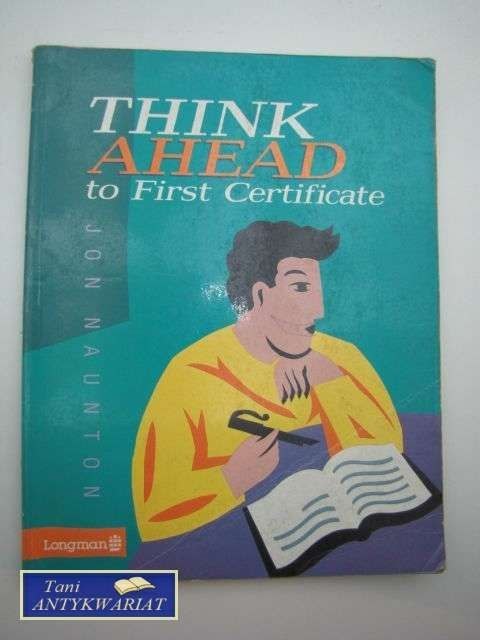 THINK
AHEAD
to First Certificate
JON NAUNTON
Longman
Tani
ANTYKWARIAT